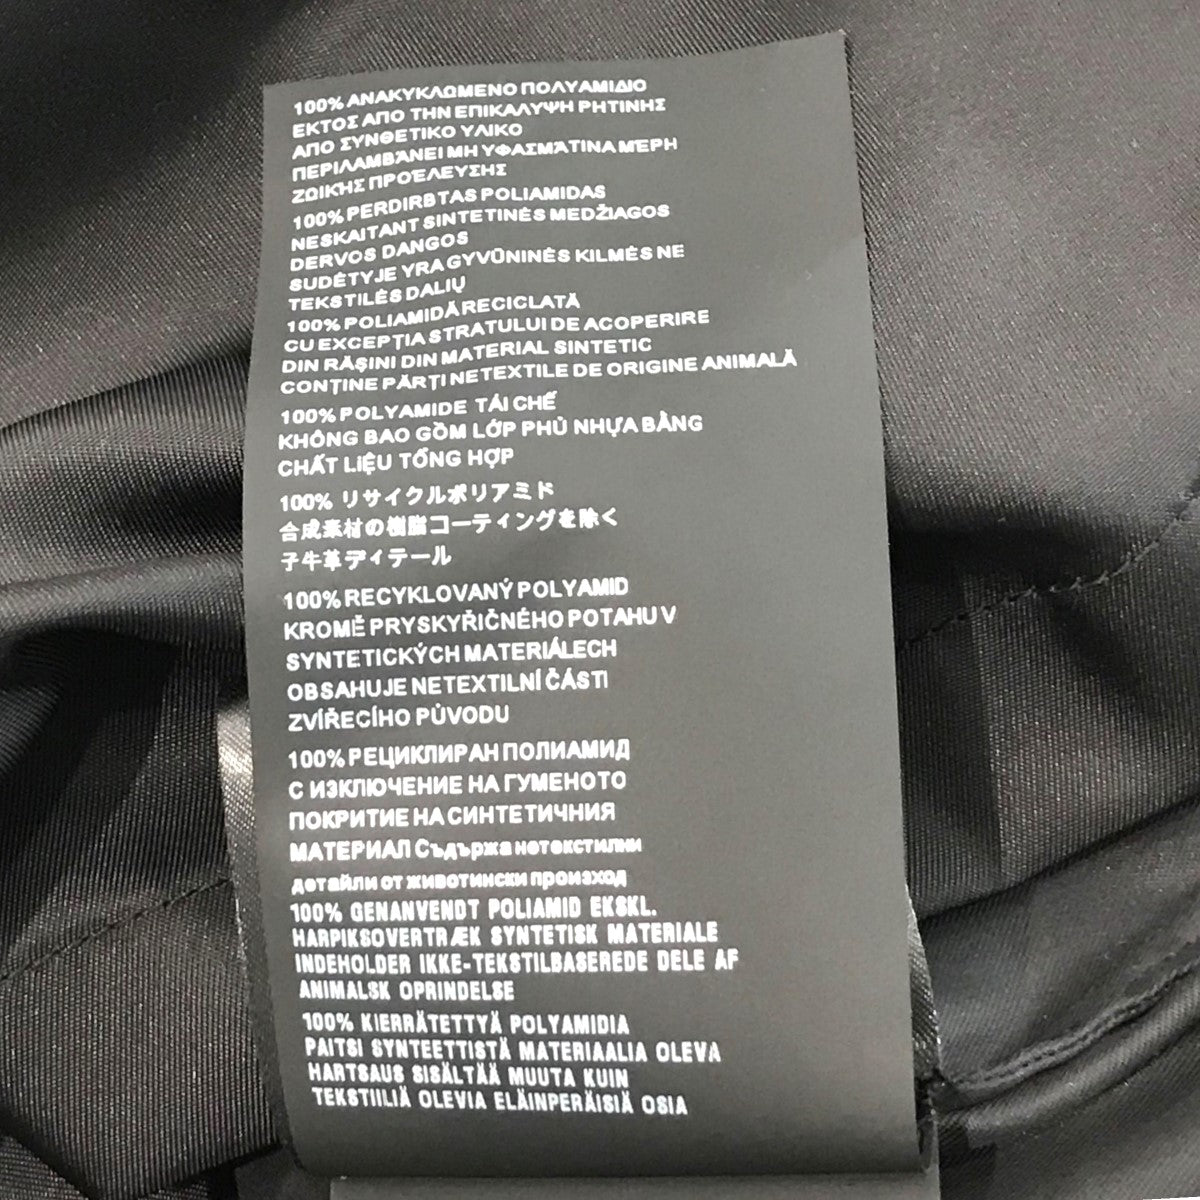 100% ΑΝΑΚΥΚΛΩΜΕΝΟ ΠΟΛΥΑΜΙΔΙΟ
ΕΚΤΟΣ ΑΠΟ ΤΗΝ ΕΠΙΚΑΛΥΨΗ ΡΗΤΙΝΗΣ
ΑΠΟ ΣΥΝΘΕΤΙΚΟ ΥΛΙΚΟ
ΠΕΡΙΛΑΜΒΆΝΕΙ ΜΗ ΥΦΑΣΜΆΤΙΝΑ ΜΈΡΗ
ΖΩΙΚΉΣ ΠΡΟΈΛΕΥΣΗΣ
100% PERDIRBTAS POLIAMIDAS
NESKAITANT SINTETINĖS MEDŽIAGOS
DERVOS DANGOS
SUDĖTYJE YRA GYVŪNINĖS KILMĖS NE
TEKSTILĖS DALIŲ
100% POLIAMIDĂ RECICLATĂ
CU EXCEPȚIA STRATULUI DE ACOPERIRE
DIN RĂȘINI DIN MATERIAL SINTETIC
CONȚINE PĂRȚI NETEXTILE DE ORIGINE ANIMALĂ
100% POLYAMIDE TÁI CHẾ
KHÔNG BAO GỒM LỚP PHỦ NHỰA BẰNG
CHẤT LIỆU TỔNG HỢP
100% リサイクルポリアミド
合成素材の樹脂コーティングを除く
子牛革ディテール
100% RECYKLOVANÝ POLYAMID
KROMĚ PRYSKYŘIČNÉHO POTAHU V
SYNTETICKÝCH MATERIÁLECH
OBSAHUJE NETEXTILNÍ ČÁSTI
ZVÍŘECÍHO PŮVODU
100% РЕЦИКЛИРАН ПОЛИАМИД
С ИЗКЛЮЧЕНИЕ НА ГУМЕНОТО
ПОКРИТИЕ НА СИНТЕТИЧНИЯ
МАТЕРИАЛ Съдържа нетекстилни
детайли от животински произход
100% GENANVENDT POLIAMID EKSKL.
HARPIKSOVERTRÆK SYNTETISK MATERIALE
INDEHOLDER IKKE-TEKSTILBASEREDE DELE AF
ANIMALSK OPRINDELSE
100% KIERRÄTETTYÄ POLYAMIDIA
PAITSI SYNTEETTISTÄ MATERIAALIA OLEVA
HARTSAUS SISÄLTÄÄ MUUTA KUIN
TEKSTIILIÄ OLEVIA ELÄINPERÄISIÄ OSIA